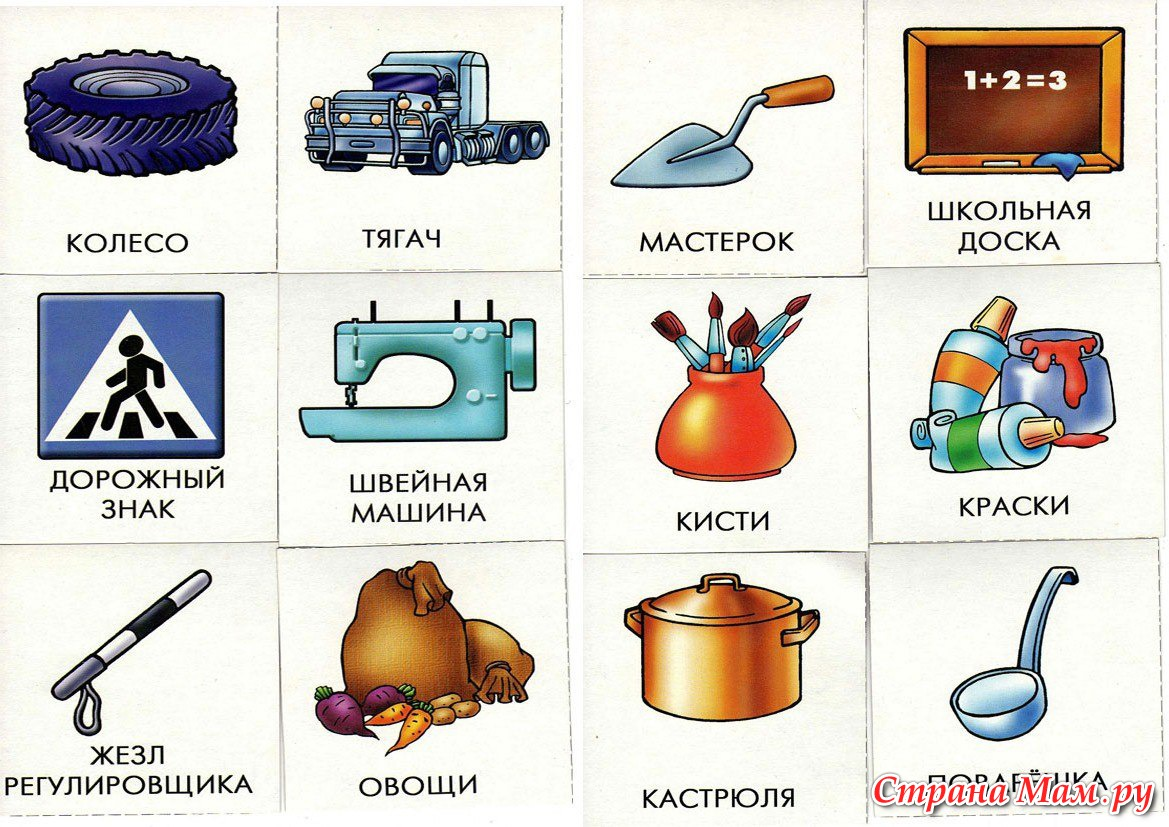 КОЛЕСО
ТЯГАЧ
МАСТЕРОК
1+2=3
ШКОЛЬНАЯ
ДОСКА
ДОРОЖНЫЙ
ЗНАК
ШВЕЙНАЯ
МАШИНА
КИСТИ
КРАСКИ
ЖЕЗЛ
РЕГУЛИРОВЩИКА
ОВОЩИ
КАСТРЮЛЯ
ПОВАРЁШКА
Страна Мам.ру